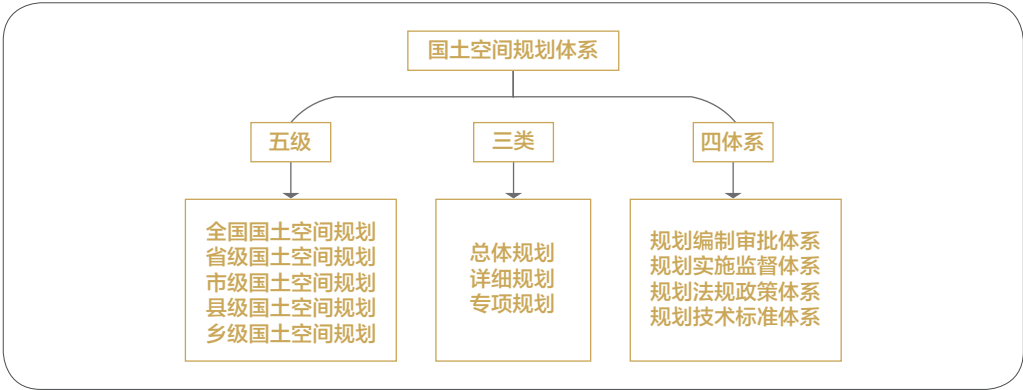 国土空间规划体系
五级
三类
四体系
全国国土空间规划
省级国土空间规划
市级国土空间规划
县级国土空间规划
乡级国土空间规划
总体规划
详细规划
专项规划
规划编制审批体系
规划实施监督体系
规划法规政策体系
规划技术标准体系